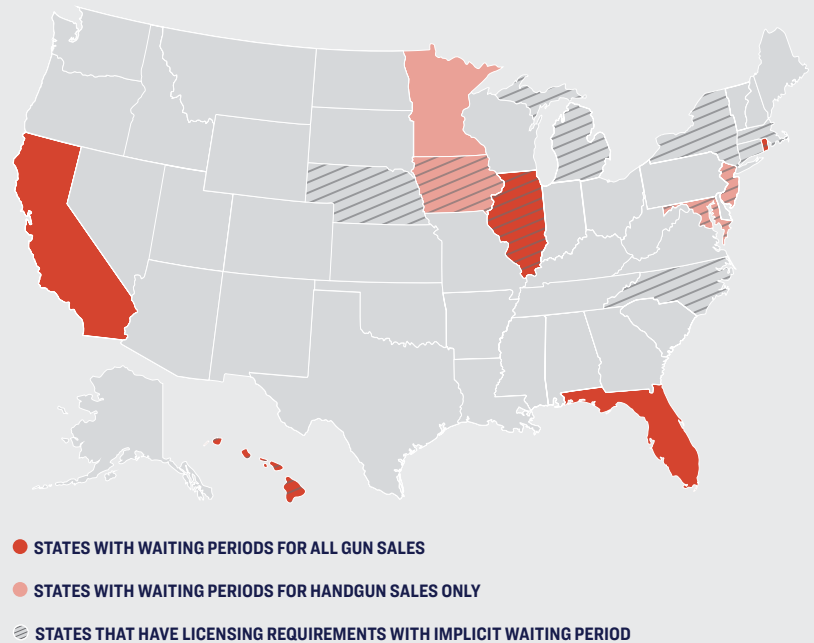 STATES WITH WAITING PERIODS FOR ALL GUN SALES
STATES WITH WAITING PERIODS FOR HANDGUN SALES ONLY
STATES THAT HAVE LICENSING REQUIREMENTS WITH IMPLICIT WAITING PERIOD